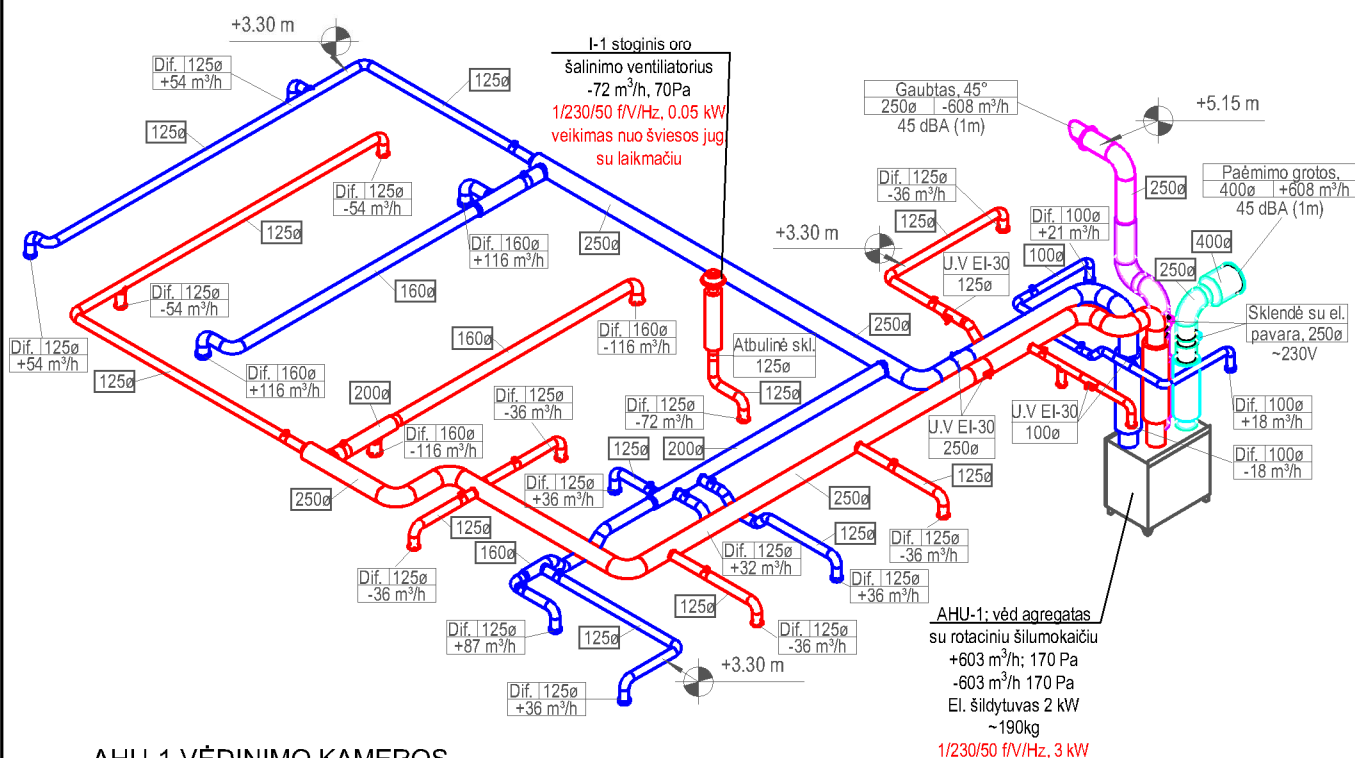 +3.30 m
Dif. 125ø
+54 m³/h
125ø
125ø
I-1 stoginis oro
šalinimo ventiliatorius
-72 m³/h, 70Pa
1/230/50 f/V/Hz, 0.05 kW
veikimas nuo šviesos jug.
su laikmačiu
Gaubtas, 45°
250ø -608 m³/h
45 dBA (1m)
+5.15 m
Paėmimo grotos,
400ø +608 m³/h
45 dBA (1m)
Dif. 125ø
-54 m³/h
125ø
Dif. 160ø
+116 m³/h
250ø
160ø
Dif. 125ø
-36 m³/h
125ø
+3.30 m
Dif. 100ø
+21 m³/h
100ø
U.V EI-30
125ø
250ø
250ø
400ø
Sklendė su el.
pavara, 250ø
~230V
Dif. 125ø
-54 m³/h
Dif. 125ø
+54 m³/h
125ø
Dif. 160ø
+116 m³/h
160ø
Dif. 160ø
-116 m³/h
250ø
Atbulinė skl.
125ø
125ø
Dif. 125ø
-72 m³/h
200ø
Dif. 125ø
-36 m³/h
Dif. 160ø
-116 m³/h
250ø
125ø
200ø
Dif. 125ø
+36 m³/h
U.V EI-30
250ø
U.V EI-30
100ø
Dif. 100ø
+18 m³/h
Dif. 100ø
-18 m³/h
125ø
250ø
125ø
Dif. 125ø
-36 m³/h
160ø
Dif. 125ø
+32 m³/h
125ø
Dif. 125ø
-36 m³/h
Dif. 125ø
+36 m³/h
Dif. 125ø
+87 m³/h
125ø
125ø
Dif. 125ø
-36 m³/h
+3.30 m
Dif. 125ø
+36 m³/h
AHU-1; vėd agregatas
su rotaciniu šilumokaičiu
+603 m³/h; 170 Pa
-603 m³/h 170 Pa
El. šildytuvas 2 kW
~190kg
1/230/50 f/V/Hz, 3 kW
AHU-1 VĖDINIMO KAMEROS